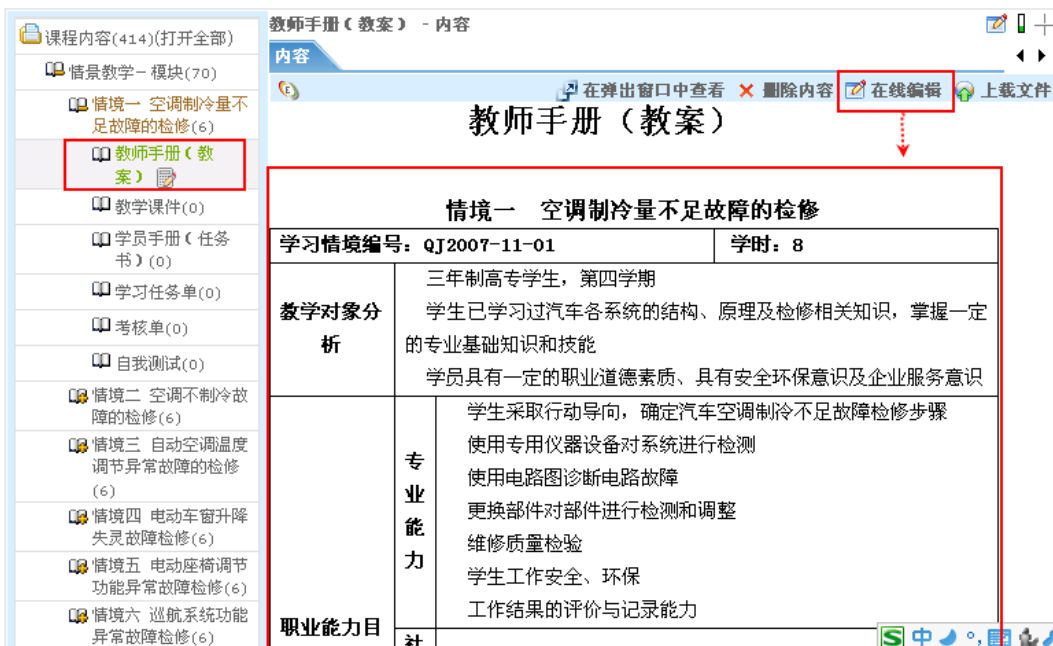 课程内容(414)(打开全部)
情景教学－模块(70)
情境一 空调制冷量不
足故障的检修(6)
教师手册（教
案）
教学课件(0)
学员手册（任务
书）(0)
学习任务单(0)
考核单(0)
自我测试(0)
情境二 空调不制冷故
障的检修(6)
情境三 自动空调温度
调节异常故障的检修
(6)
情境四 电动车窗升降
失灵故障检修(6)
情境五 电动座椅调节
功能异常故障检修(6)
情境六 巡航系统功能
异常故障检修(6)
教师手册（教案） - 内容
内容
在弹出窗口中查看 删除内容 在线编辑 上载文件
教师手册（教案）
情境一 空调制冷量不足故障的检修
学习情境编号：QJ2007-11-01 学时：8
教学对象分
析
三年制高专学生，第四学期
学生已学习过汽车各系统的结构、原理及检修相关知识，掌握一定
的专业基础知识和技能
学员具有一定的职业道德素质、具有安全环保意识及企业服务意识
职业能力目
专
业
能
力
学生采取行动导向，确定汽车空调制冷不足故障检修步骤
使用专用仪器设备对系统进行检测
使用电路图诊断电路故障
更换部件对部件进行检测和调整
维修质量检验
学生工作安全、环保
工作结果的评价与记录能力
社
S 中